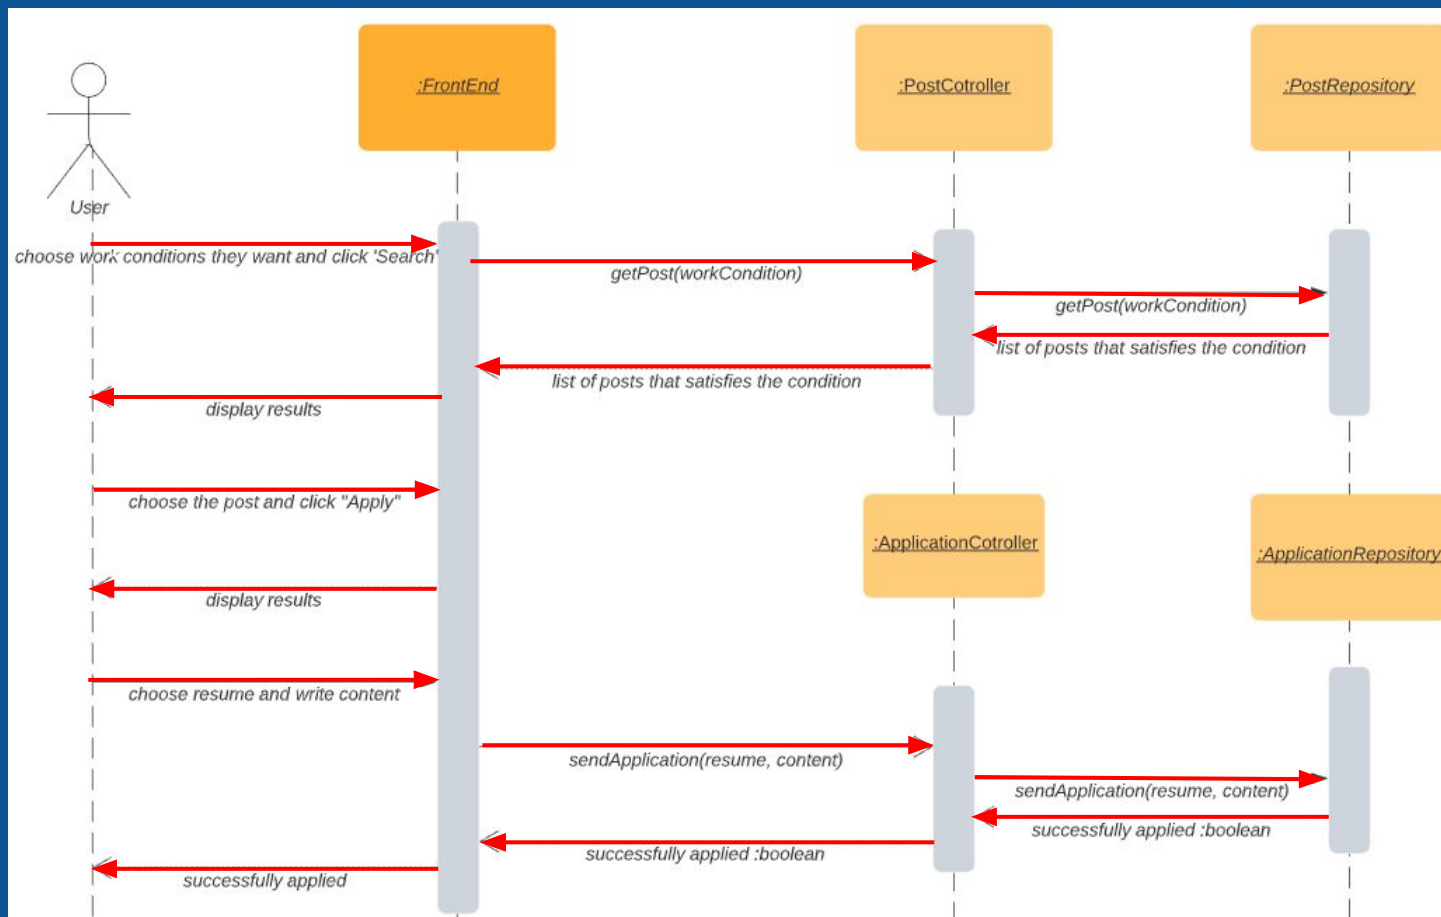 :FrontEnd
:PostCotroller
:PostRepository
User
choose work conditions they want and click 'Search'
getPost(workCondition)
getPost(workCondition)
list of posts that satisfies the condition
list of posts that satisfies the condition
display results
choose the post and click "Apply"
:ApplicationCotroller
:ApplicationRepository
display results
choose resume and write content
sendApplication(resume, content)
sendApplication(resume, content)
successfully applied :boolean
successfully applied :boolean
successfully applied